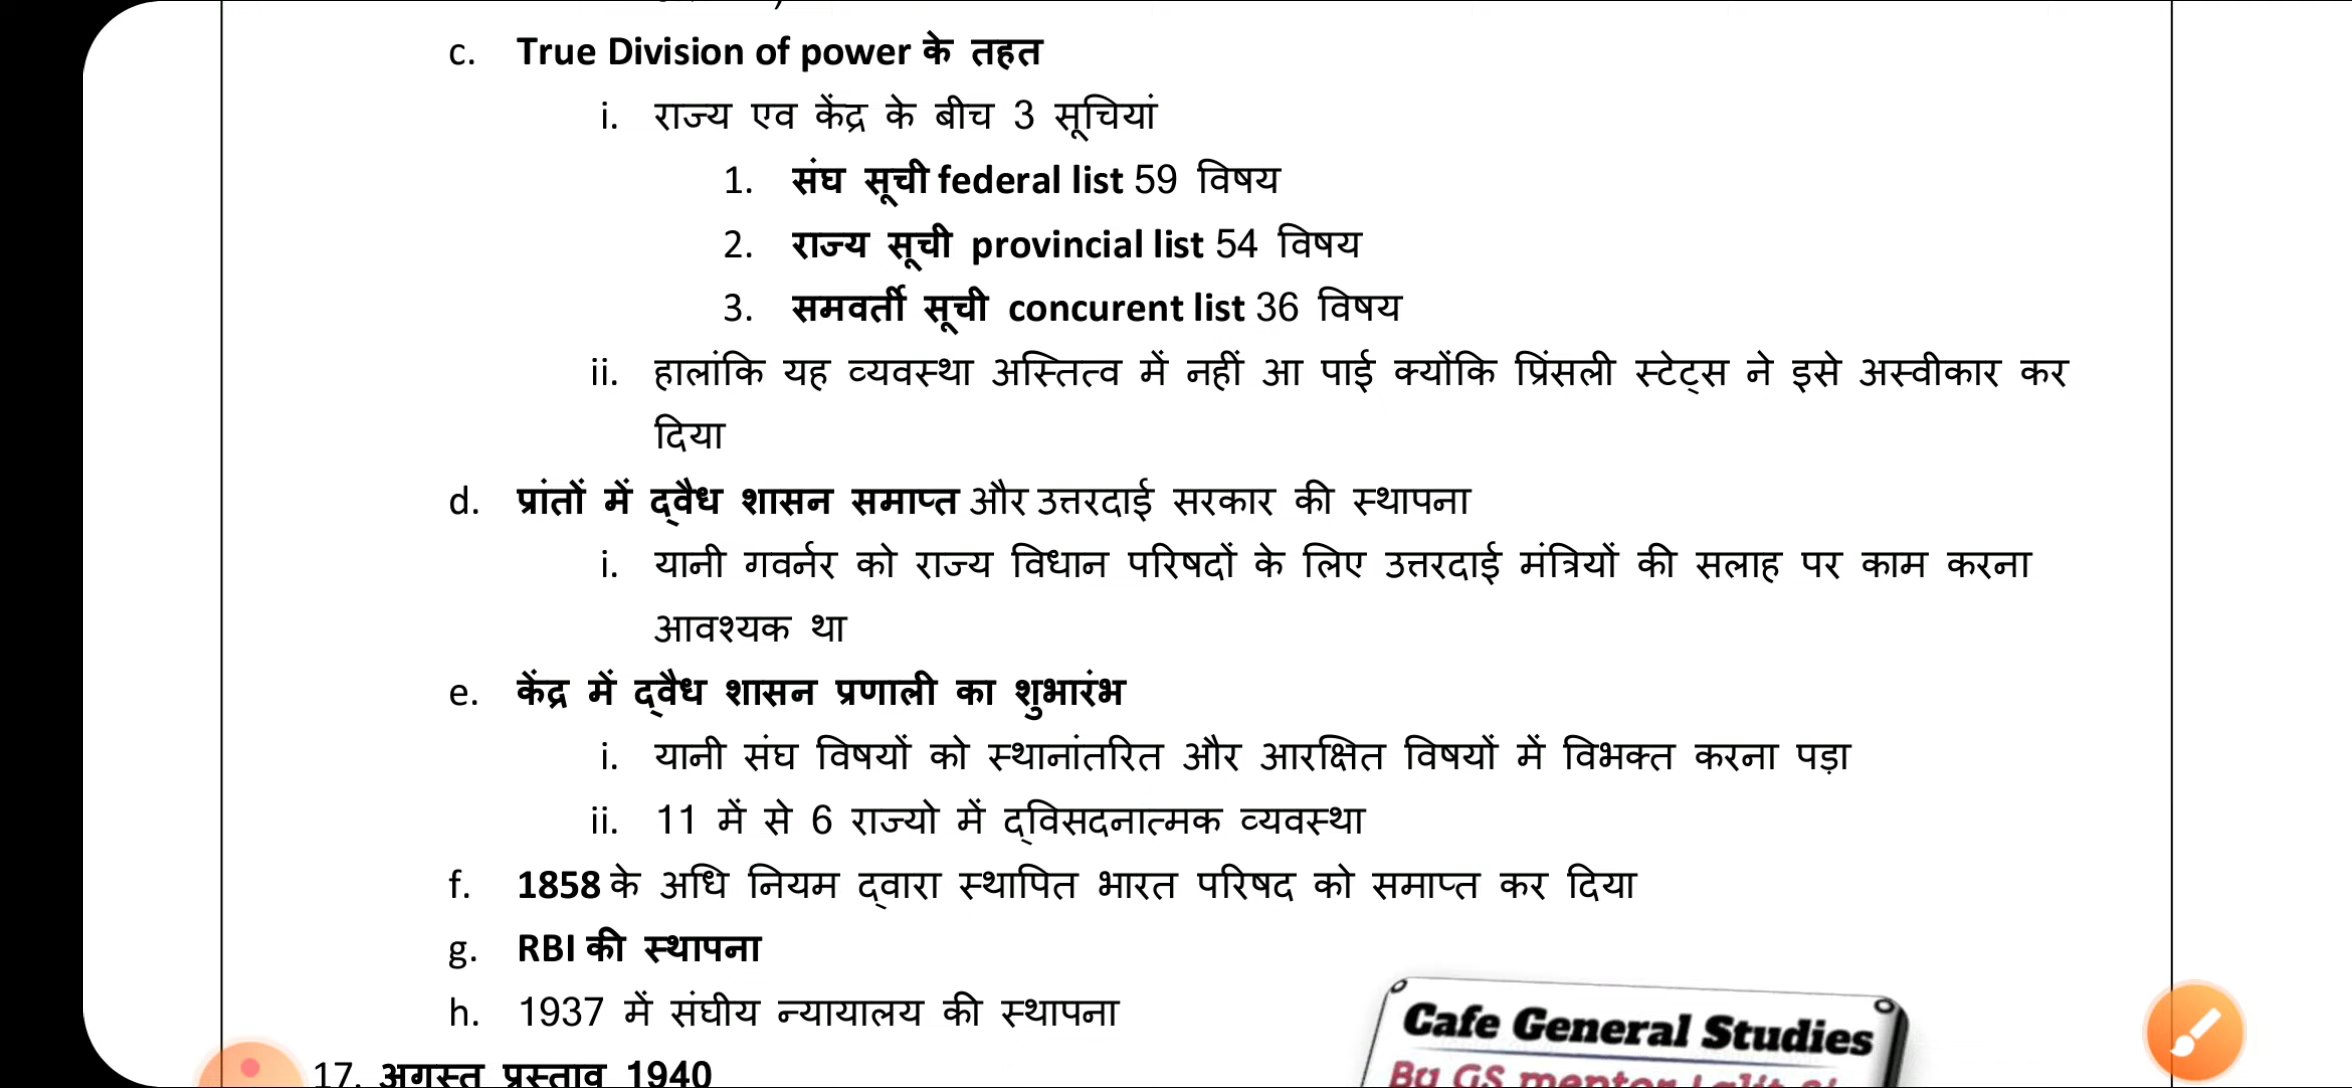 c. True Division of power के तहत
i. राज्य एव केंद्र के बीच 3 सूचियां
1. संघ सूची federal list 59 विषय
2. राज्य सूची provincial list 54 विषय
3. समवर्ती सूची concurent list 36 विषय
ii. हालांकि यह व्यवस्था अस्तित्व में नहीं आ पाई क्योंकि प्रिंसली स्टेट्स ने इसे अस्वीकार कर
दिया
d. प्रांतों में द्वैध शासन समाप्त और उत्तरदाई सरकार की स्थापना
i. यानी गवर्नर को राज्य विधान परिषदों के लिए उत्तरदाई मंत्रियों की सलाह पर काम करना
आवश्यक था
e. केंद्र में द्वैध शासन प्रणाली का शुभारंभ
i. यानी संघ विषयों को स्थानांतरित और आरक्षित विषयों में विभक्त करना पड़ा
ii. 11 में से 6 राज्यो में द्विसदनात्मक व्यवस्था
f. 1858 के अधि नियम द्वारा स्थापित भारत परिषद को समाप्त कर दिया
g. RBI की स्थापना
h. 1937 में संघीय न्यायालय की स्थापना
Cafe General Studies
17. अगस्त प्रस्ताव 1940
By GS mentor